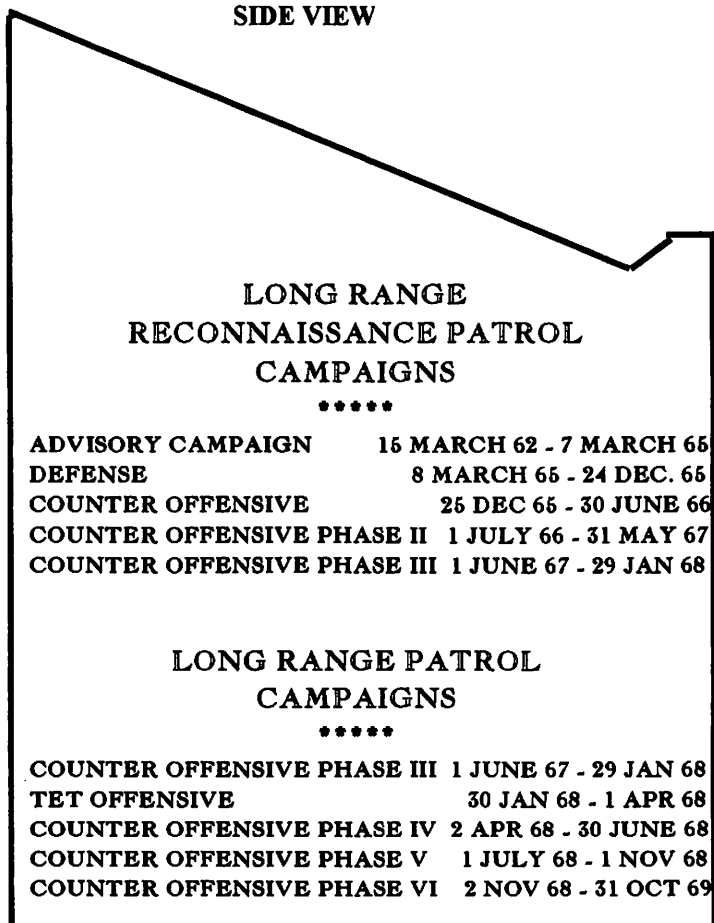 SIDE VIEW
LONG RANGE
RECONNAISSANCE PATROL
CAMPAIGNS
*****
ADVISORY CAMPAIGN 15 MARCH 62 - 7 MARCH 65
DEFENSE 8 MARCH 65 - 24 DEC. 65
COUNTER OFFENSIVE 25 DEC 65 - 30 JUNE 66
COUNTER OFFENSIVE PHASE II 1 JULY 66 - 31 MAY 67
COUNTER OFFENSIVE PHASE III 1 JUNE 67 - 29 JAN 68
LONG RANGE PATROL
CAMPAIGNS
*****
COUNTER OFFENSIVE PHASE III 1 JUNE 67 - 29 JAN 68
TET OFFENSIVE 30 JAN 68 - 1 APR 68
COUNTER OFFENSIVE PHASE IV 2 APR 68 - 30 JUNE 68
COUNTER OFFENSIVE PHASE V 1 JULY 68 - 1 NOV 68
COUNTER OFFENSIVE PHASE VI 2 NOV 68 - 31 OCT 69